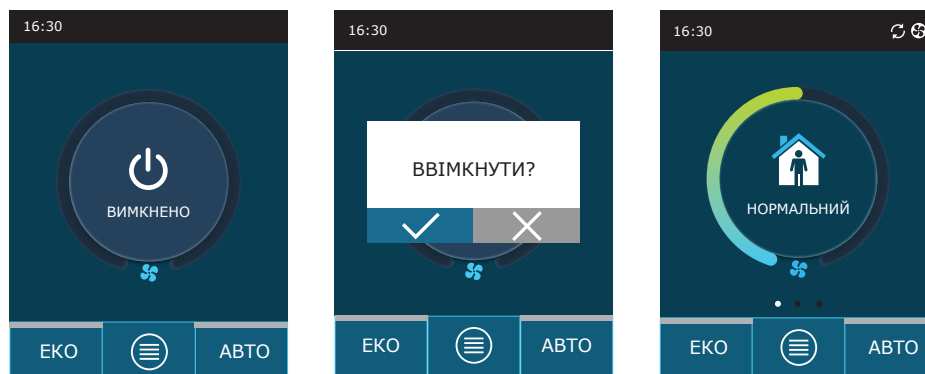 16:30
ВИМКНЕНО
ЕКО
АВТО
16:30
ВВІМКНУТИ?
ЕКО
АВТО
16:30
НОРМАЛЬНИЙ
ЕКО
АВТО